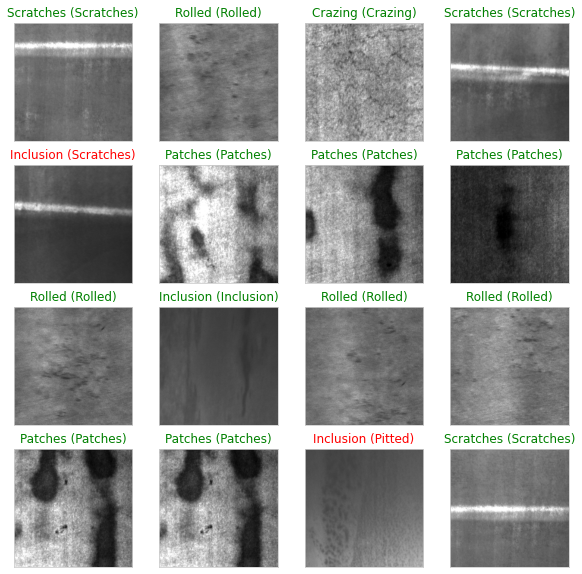 Scratches (Scratches)
Rolled (Rolled)
Crazing (Crazing)
Scratches (Scratches)
Inclusion (Scratches)
Patches (Patches)
Patches (Patches)
Patches (Patches)
Rolled (Rolled)
Inclusion (Inclusion)
Rolled (Rolled)
Rolled (Rolled)
Patches (Patches)
Patches (Patches)
Inclusion (Pitted)
Scratches (Scratches)